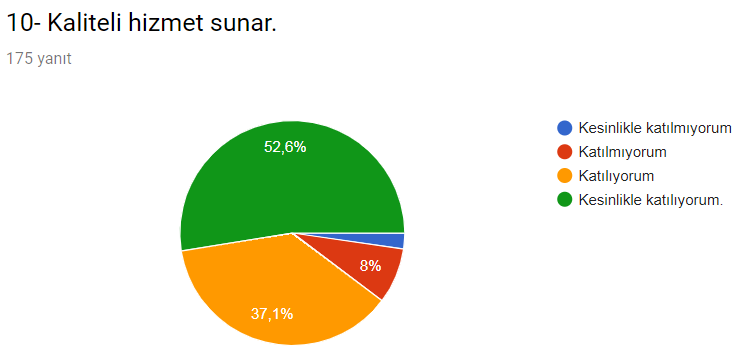 10- Kaliteli hizmet sunar.
175 yanıt
52,6%
8%
37,1%
Kesinlikle katılmıyorum
Katılmıyorum
Katılıyorum
Kesinlikle katılıyorum.